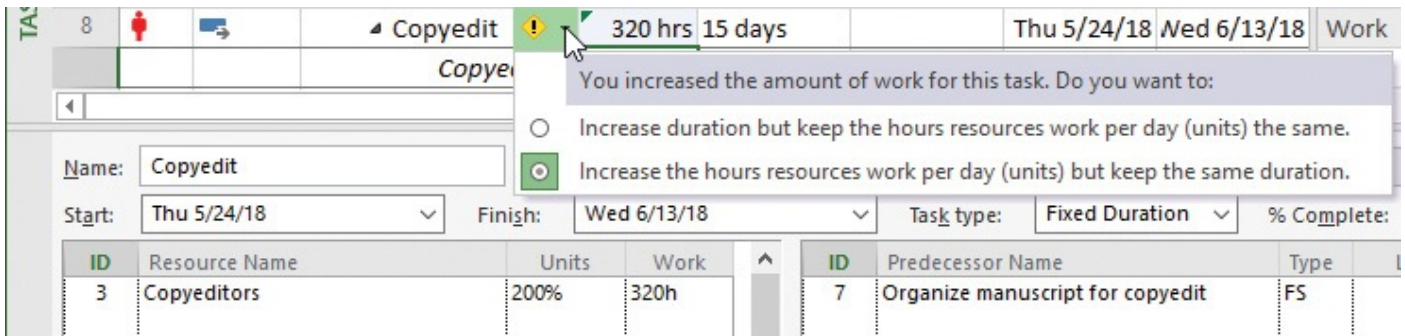 TAS
8 Copyedit 320 hrs 15 days Thu 5/24/18 Wed 6/13/18 Work
Copye
You increased the amount of work for this task. Do you want to:
Increase duration but keep the hours resources work per day (units) the same.
Increase the hours resources work per day (units) but keep the same duration.
Name: Copyedit
Start: Thu 5/24/18 Finish: Wed 6/13/18 Task type: Fixed Duration % Complete:
ID Resource Name Units Work ID Predecessor Name Type L
3 Copyeditors 200% 320h 7 Organize manuscript for copyedit FS